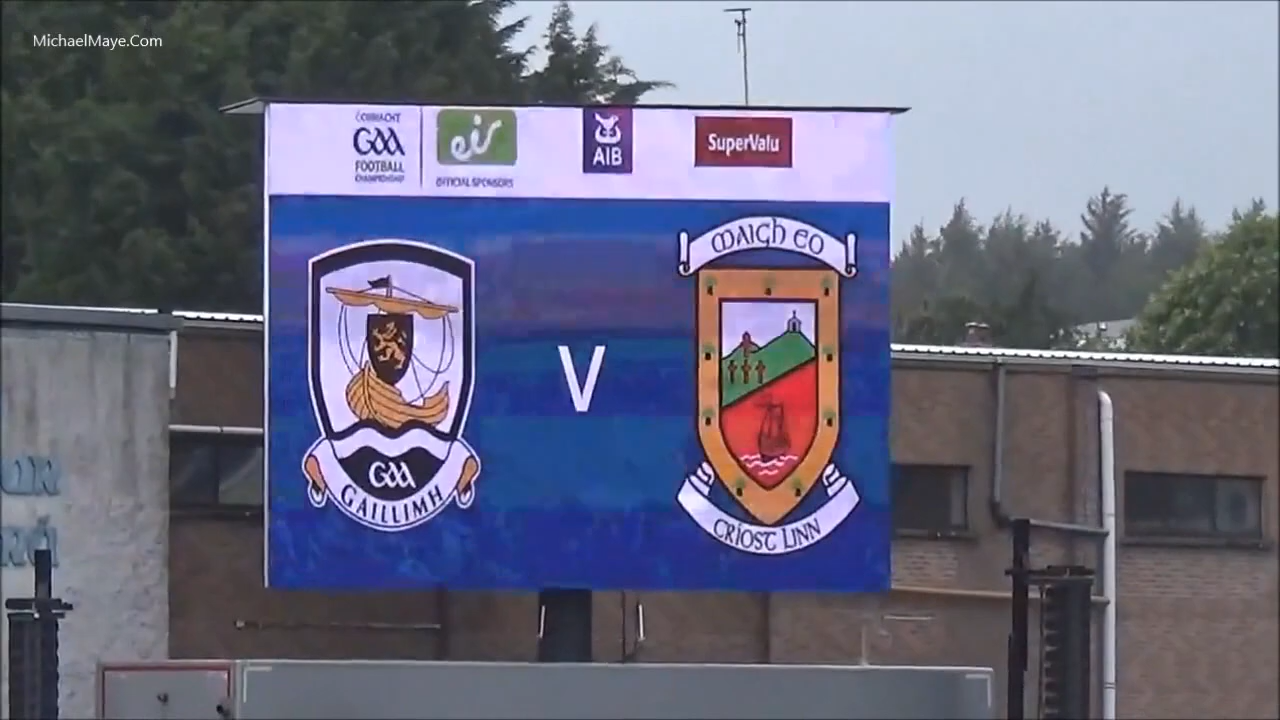 MichaelMaye.Com
CONNACHT
GAA
FOOTBALL
CHAMPIONSHIP
eir
OFFICIAL SPONSORS
AIB
SuperValu
V
GAA
GAILLIMH
MAIGH EO
CRÍOST LINN